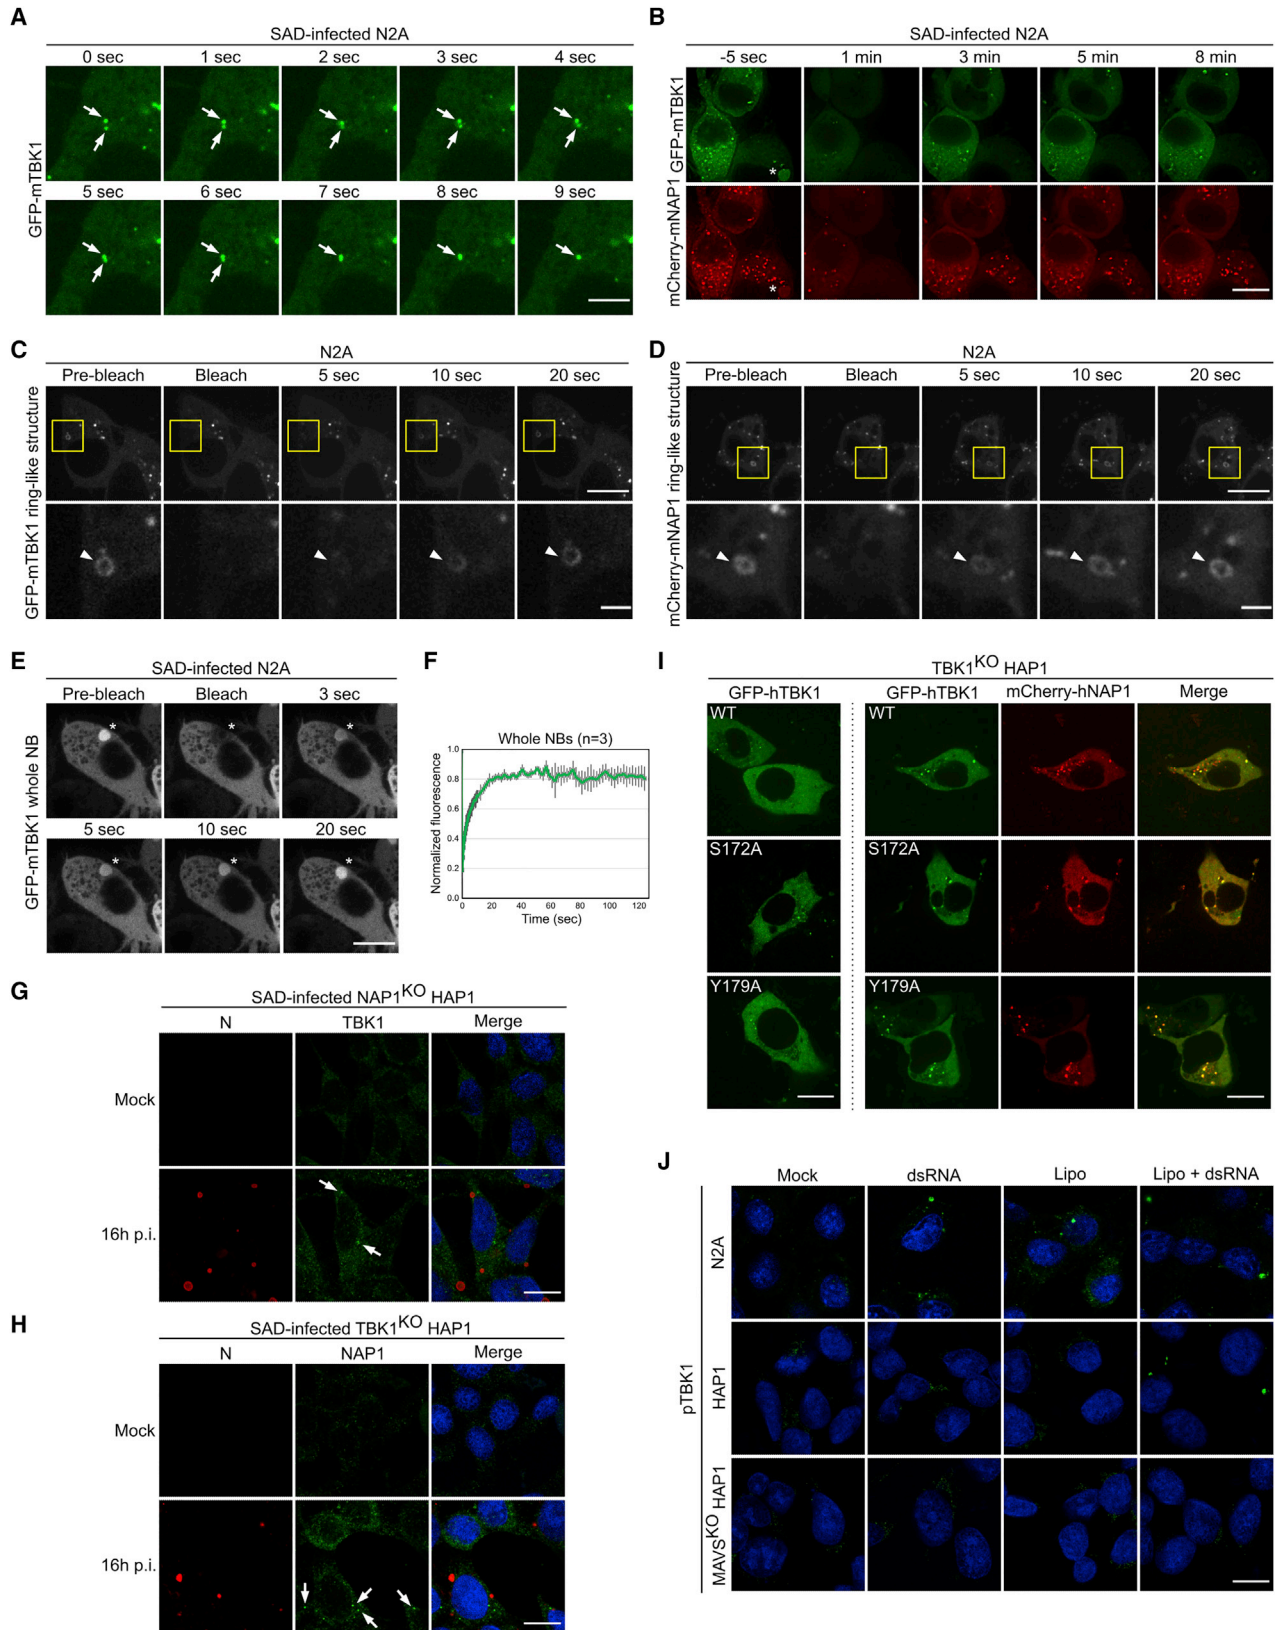 A
SAD-infected N2A
0 sec 1 sec 2 sec 3 sec 4 sec
5 sec 6 sec 7 sec 8 sec 9 sec
GFP-mTBK1
B
SAD-infected N2A
-5 sec 1 min 3 min 5 min 8 min
GFP-mTBK1
*
mCherry-mNAP1
*
C
N2A
Pre-bleach Bleach 5 sec 10 sec 20 sec
GFP-mTBK1 ring-like structure
D
N2A
Pre-bleach Bleach 5 sec 10 sec 20 sec
mCherry-mNAP1 ring-like structure
E
SAD-infected N2A
Pre-bleach Bleach 3 sec
* * *
5 sec 10 sec 20 sec
* * *
GFP-mTBK1 whole NB
F
Whole NBs (n=3)
Normalized fluorescence
1.0
0.8
0.6
0.4
0.2
0.0
0 20 40 60 80 100 120
Time (sec)
G
SAD-infected NAP1KO HAP1
N TBK1 Merge
Mock
16h p.i.
H
SAD-infected TBK1KO HAP1
N NAP1 Merge
Mock
16h p.i.
I
TBK1KO HAP1
GFP-hTBK1 GFP-hTBK1 mCherry-hNAP1 Merge
WT WT
S172A S172A
Y179A Y179A
J
Mock dsRNA Lipo Lipo + dsRNA
pTBK1
N2A
HAP1
MAVSKO HAP1